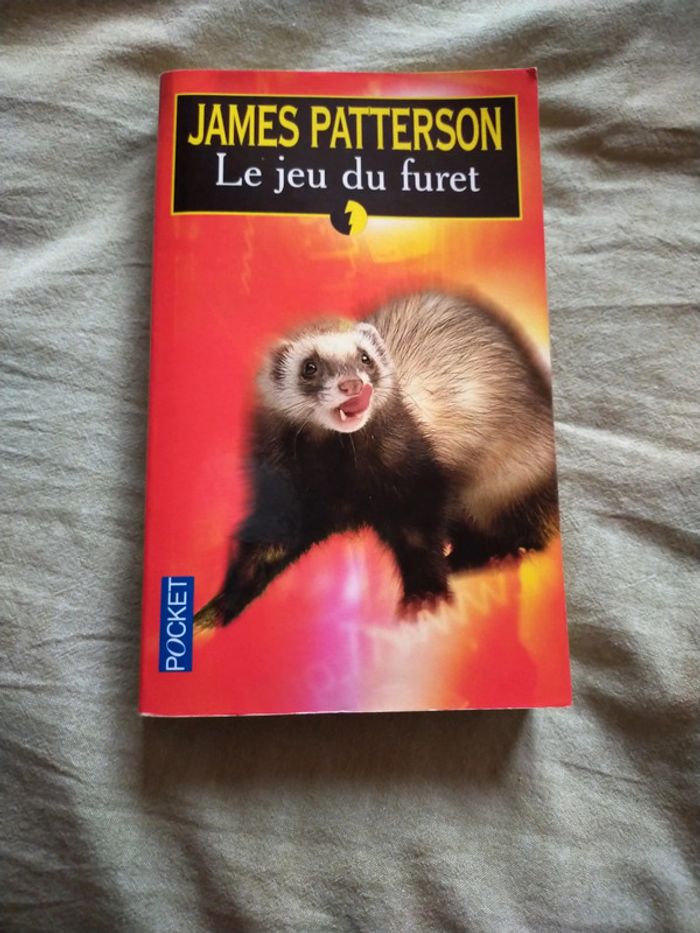 JAMES PATTERSON
Le jeu du furet
POCKET